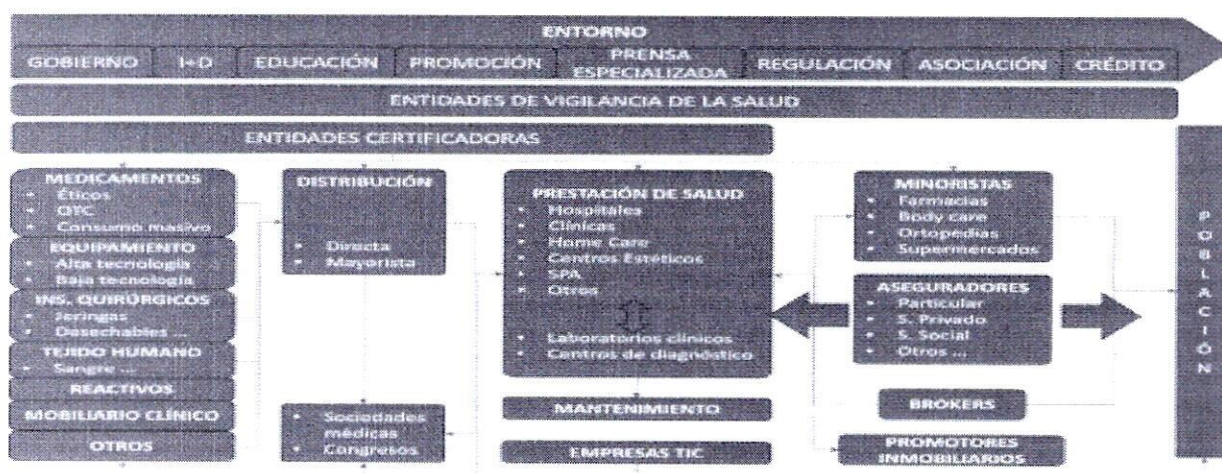 ENTORNO
GOBIERNO
I+D
EDUCACIÓN
PROMOCIÓN
PRENSA
ESPECIALIZADA
REGULACIÓN
ASOCIACIÓN
CRÉDITO
ENTIDADES DE VIGILANCIA DE LA SALUD
ENTIDADES CERTIFICADORAS
MEDICAMENTOS
• Éticos
• OTC
• Consumo masivo
EQUIPAMIENTO
• Alta tecnología
• Baja tecnología
INS. QUIRÚRGICOS
• Jeringas
• Desechables ...
TEJIDO HUMANO
• Sangre ...
REACTIVOS
MOBILIARIO CLÍNICO
OTROS
DISTRIBUCIÓN
• Directa
• Mayorista
• Sociedades
médicas
• Congresos
PRESTACIÓN DE SALUD
• Hospitales
• Clínicas
• Home Care
• Centros Estéticos
• SPA
• Otros
• Laboratorios clínicos
• Centros de diagnóstico
MANTENIMIENTO
EMPRESAS TIC
MINORISTAS
• Farmacias
• Body care
• Ortopedias
• Supermercados
ASEGURADORES
• Particular
• S. Privado
• S. Social
• Otros ...
BROKERS
PROMOTORES
INMOBILIARIOS
POBLACIÓN